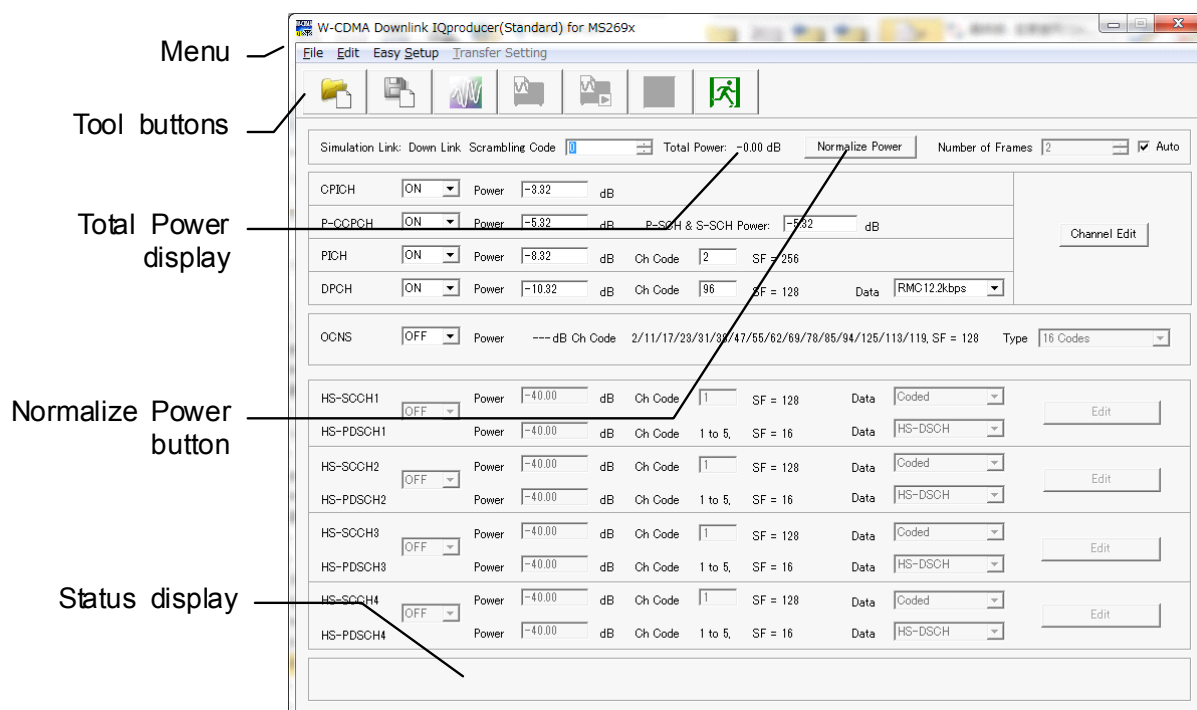 W-CDMA Downlink IQproducer(Standard) for MS269x
Menu
File Edit Easy Setup Transfer Setting
Tool buttons
Simulation Link: Down Link Scrambling Code 0 Total Power: -0.00 dB Normalize Power Number of Frames 2 Auto
CPICH ON Power -3.32 dB
Total Power display
P-CCPCH ON Power -5.32 dB P-SCH & S-SCH Power: -5.32 dB
Channel Edit
PICH ON Power -8.32 dB Ch Code 2 SF = 256
DPCH ON Power -10.32 dB Ch Code 96 SF = 128 Data RMC12.2kbps
OCNS OFF Power --- dB Ch Code 2/11/17/23/31/38/47/55/62/69/78/85/94/125/113/119, SF = 128 Type 16 Codes
Normalize Power button
HS-SCCH1 OFF Power -40.00 dB Ch Code 1 SF = 128 Data Coded Edit
HS-PDSCH1 Power -40.00 dB Ch Code 1 to 5, SF = 16 Data HS-DSCH
HS-SCCH2 OFF Power -40.00 dB Ch Code 1 SF = 128 Data Coded Edit
HS-PDSCH2 Power -40.00 dB Ch Code 1 to 5, SF = 16 Data HS-DSCH
HS-SCCH3 OFF Power -40.00 dB Ch Code 1 SF = 128 Data Coded Edit
HS-PDSCH3 Power -40.00 dB Ch Code 1 to 5, SF = 16 Data HS-DSCH
Status display
HS-SCCH4 OFF Power -40.00 dB Ch Code 1 SF = 128 Data Coded Edit
HS-PDSCH4 Power -40.00 dB Ch Code 1 to 5, SF = 16 Data HS-DSCH